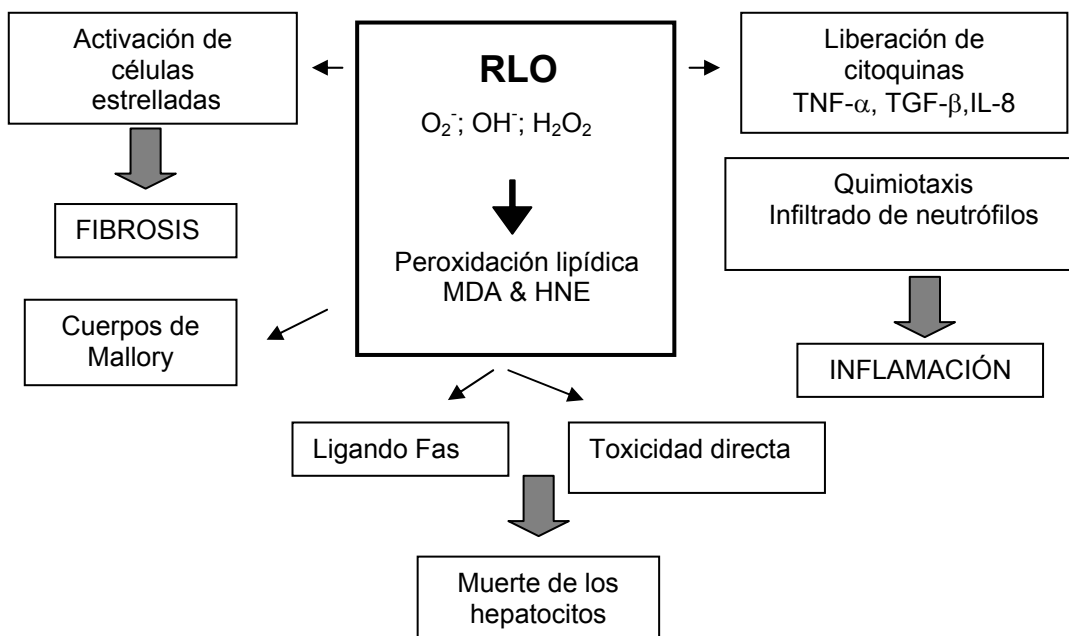 Activación de
células
estrelladas
FIBROSIS
Cuerpos de
Mallory
RLO
O₂⁻; OH⁻; H₂O₂
Peroxidación lipídica
MDA & HNE
Liberación de
citoquinas
TNF-α, TGF-β,IL-8
Quimiotaxis
Infiltrado de neutrófilos
INFLAMACIÓN
Ligando Fas
Toxicidad directa
Muerte de los
hepatocitos